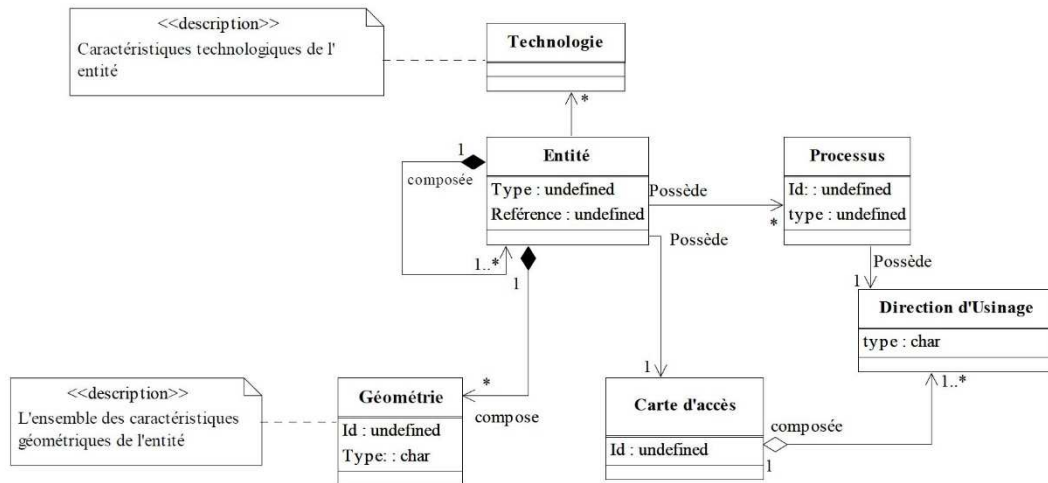 <<description>>
Caractéristiques technologiques de l'
entité
Technologie
*
1
composée
1..*
Entité
Type : undefined
Reférence : undefined
1
Possède
*
Processus
Id: : undefined
type : undefined
Possède
Possède
1
Direction d'Usinage
type : char
1..*
<<description>>
L'ensemble des caractéristiques
géométriques de l'entité
*
compose
Géométrie
Id : undefined
Type: : char
1
Carte d'accès
Id : undefined
composée
1